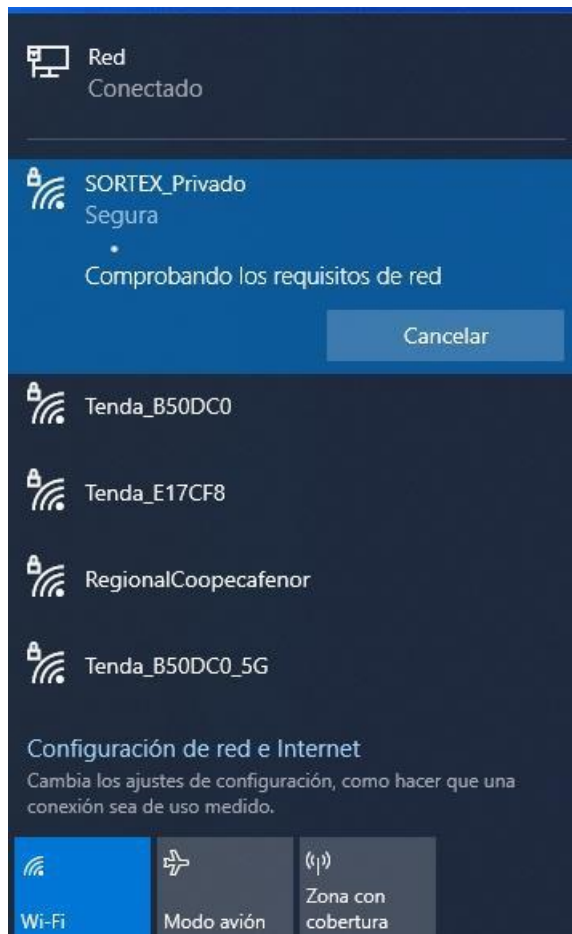 Red
Conectado
SORTEX_Privado
Segura
Comprobando los requisitos de red
Cancelar
Tenda_B50DC0
Tenda_E17CF8
RegionalCoopecafenor
Tenda_B50DC0_5G
Configuración de red e Internet
Cambia los ajustes de configuración, como hacer que una
conexión sea de uso medido.
Wi-Fi
Modo avión
Zona con
cobertura